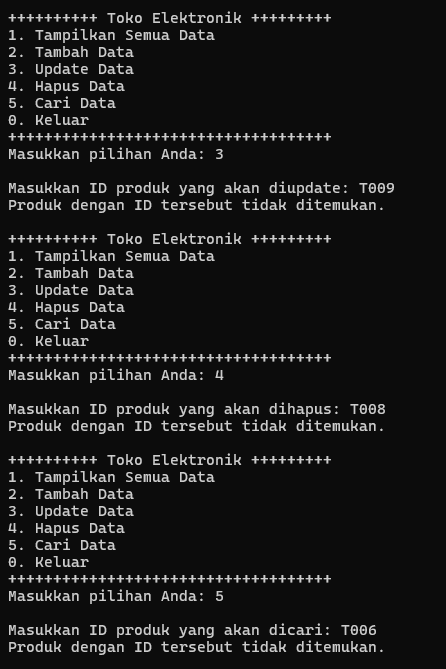 ++++++++++ Toko Elektronik +++++++++
1. Tampilkan Semua Data
2. Tambah Data
3. Update Data
4. Hapus Data
5. Cari Data
0. Keluar
++++++++++++++++++++++++++++++++++++
Masukkan pilihan Anda: 3
Masukkan ID produk yang akan diupdate: T009
Produk dengan ID tersebut tidak ditemukan.
++++++++++ Toko Elektronik +++++++++
1. Tampilkan Semua Data
2. Tambah Data
3. Update Data
4. Hapus Data
5. Cari Data
0. Keluar
++++++++++++++++++++++++++++++++++++
Masukkan pilihan Anda: 4
Masukkan ID produk yang akan dihapus: T008
Produk dengan ID tersebut tidak ditemukan.
++++++++++ Toko Elektronik +++++++++
1. Tampilkan Semua Data
2. Tambah Data
3. Update Data
4. Hapus Data
5. Cari Data
0. Keluar
++++++++++++++++++++++++++++++++++++
Masukkan pilihan Anda: 5
Masukkan ID produk yang akan dicari: T006
Produk dengan ID tersebut tidak ditemukan.